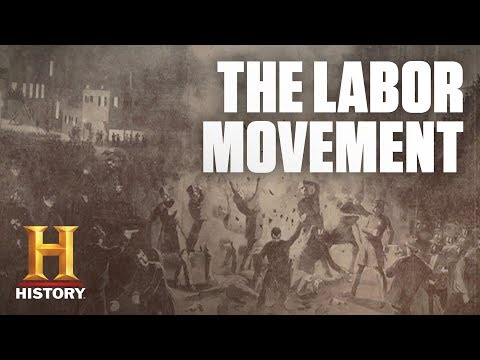 THE LABOR
MOVEMENT
H
HISTORY.